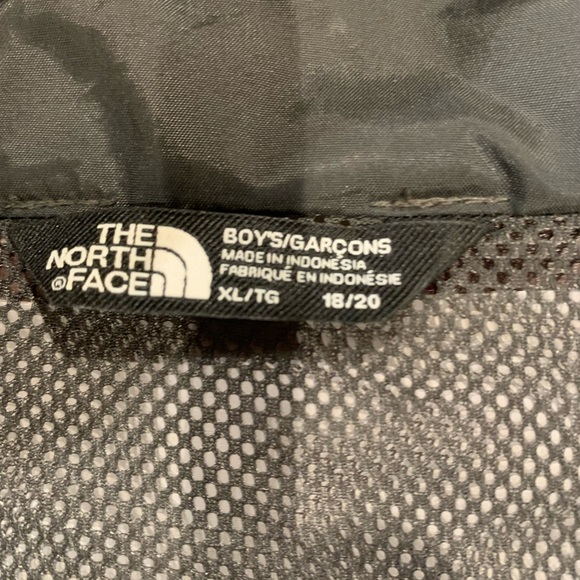 THE
NORTH
®FACE
BOY'S/GARÇONS
MADE IN INDONESIA
FABRIQUÉ EN INDONÉSIE
XL/TG 18/20